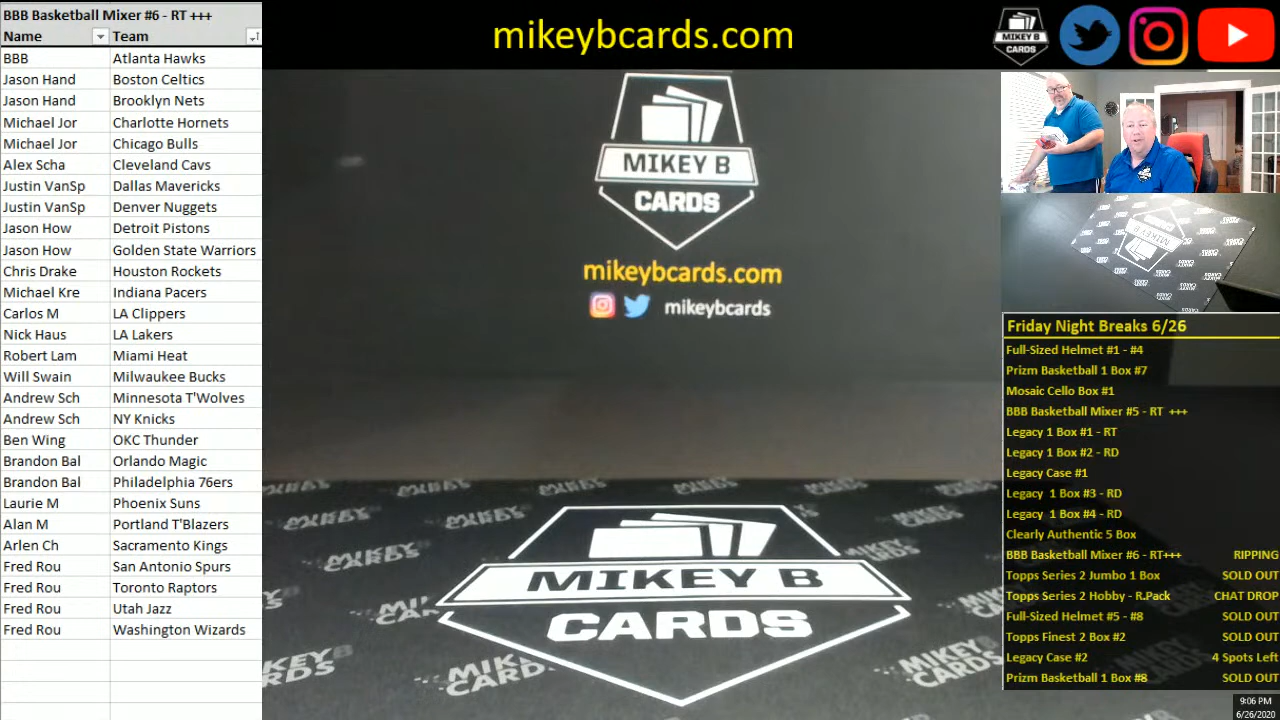 BBB Basketball Mixer #6 - RT +++
Name Team
BBB Atlanta Hawks
Jason Hand Boston Celtics
Jason Hand Brooklyn Nets
Michael Jor Charlotte Hornets
Michael Jor Chicago Bulls
Alex Scha Cleveland Cavs
Justin VanSp Dallas Mavericks
Justin VanSp Denver Nuggets
Jason How Detroit Pistons
Jason How Golden State Warriors
Chris Drake Houston Rockets
Michael Kre Indiana Pacers
Carlos M LA Clippers
Nick Haus LA Lakers
Robert Lam Miami Heat
Will Swain Milwaukee Bucks
Andrew Sch Minnesota T'Wolves
Andrew Sch NY Knicks
Ben Wing OKC Thunder
Brandon Bal Orlando Magic
Brandon Bal Philadelphia 76ers
Laurie M Phoenix Suns
Alan M Portland T'Blazers
Arlen Ch Sacramento Kings
Fred Rou San Antonio Spurs
Fred Rou Toronto Raptors
Fred Rou Utah Jazz
Fred Rou Washington Wizards
mikeybcards.com
MIKEY B
CARDS
MIKEY B
CARDS
mikeybcards.com
mikeybcards
MIKEY B
CARDS
Friday Night Breaks 6/26
Full-Sized Helmet #1 - #4
Prizm Basketball 1 Box #7
Mosaic Cello Box #1
BBB Basketball Mixer #5 - RT +++
Legacy 1 Box #1 - RT
Legacy 1 Box #2 - RD
Legacy Case #1
Legacy 1 Box #3 - RD
Legacy 1 Box #4 - RD
Clearly Authentic 5 Box
BBB Basketball Mixer #6 - RT+++ RIPPING
Topps Series 2 Jumbo 1 Box SOLD OUT
Topps Series 2 Hobby - R.Pack CHAT DROP
Full-Sized Helmet #5 - #8 SOLD OUT
Topps Finest 2 Box #2 SOLD OUT
Legacy Case #2 4 Spots Left
Prizm Basketball 1 Box #8 SOLD OUT
9:06 PM
6/26/2020